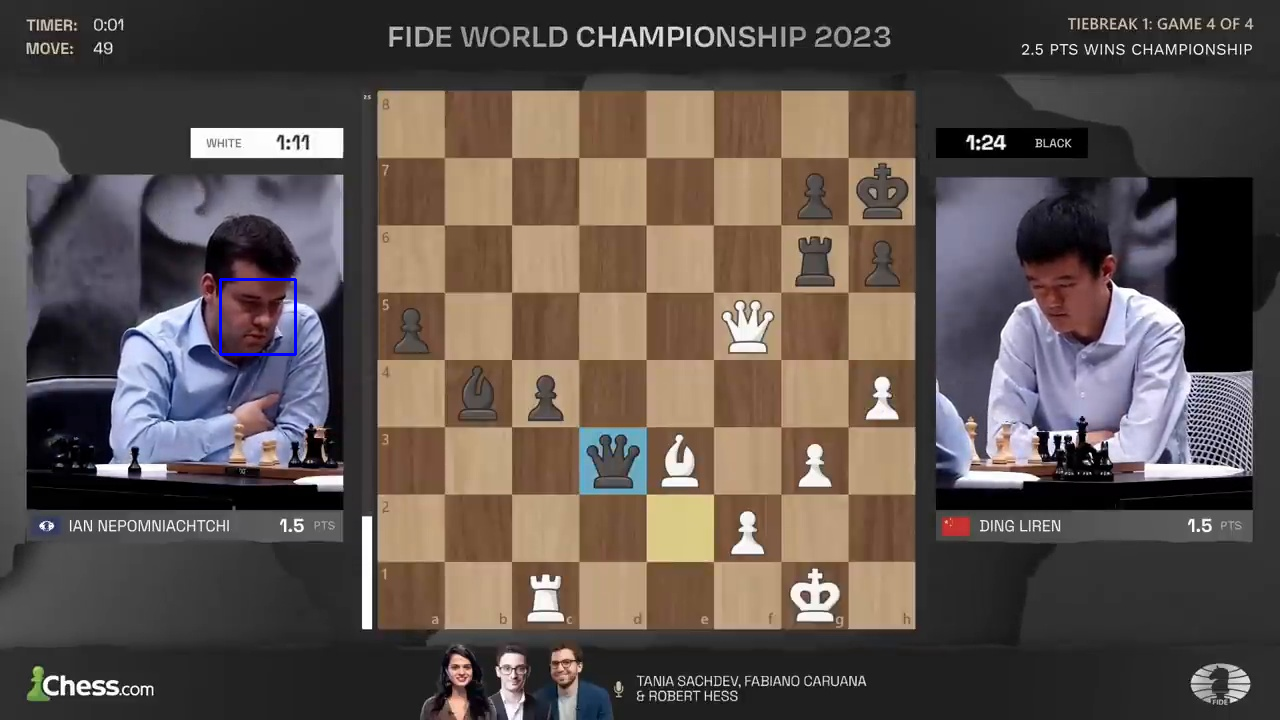 TIMER: 0:01
MOVE: 49
FIDE WORLD CHAMPIONSHIP 2023
TIEBREAK 1: GAME 4 OF 4
2.5 PTS WINS CHAMPIONSHIP
WHITE 1:11
1:24 BLACK
2.5
8
7
6
5
4
3
2
1
a b c d e f g h
IAN NEPOMNIACHTCHI 1.5 PTS
DING LIREN 1.5 PTS
Chess.com
TANIA SACHDEV, FABIANO CARUANA
& ROBERT HESS
FIDE